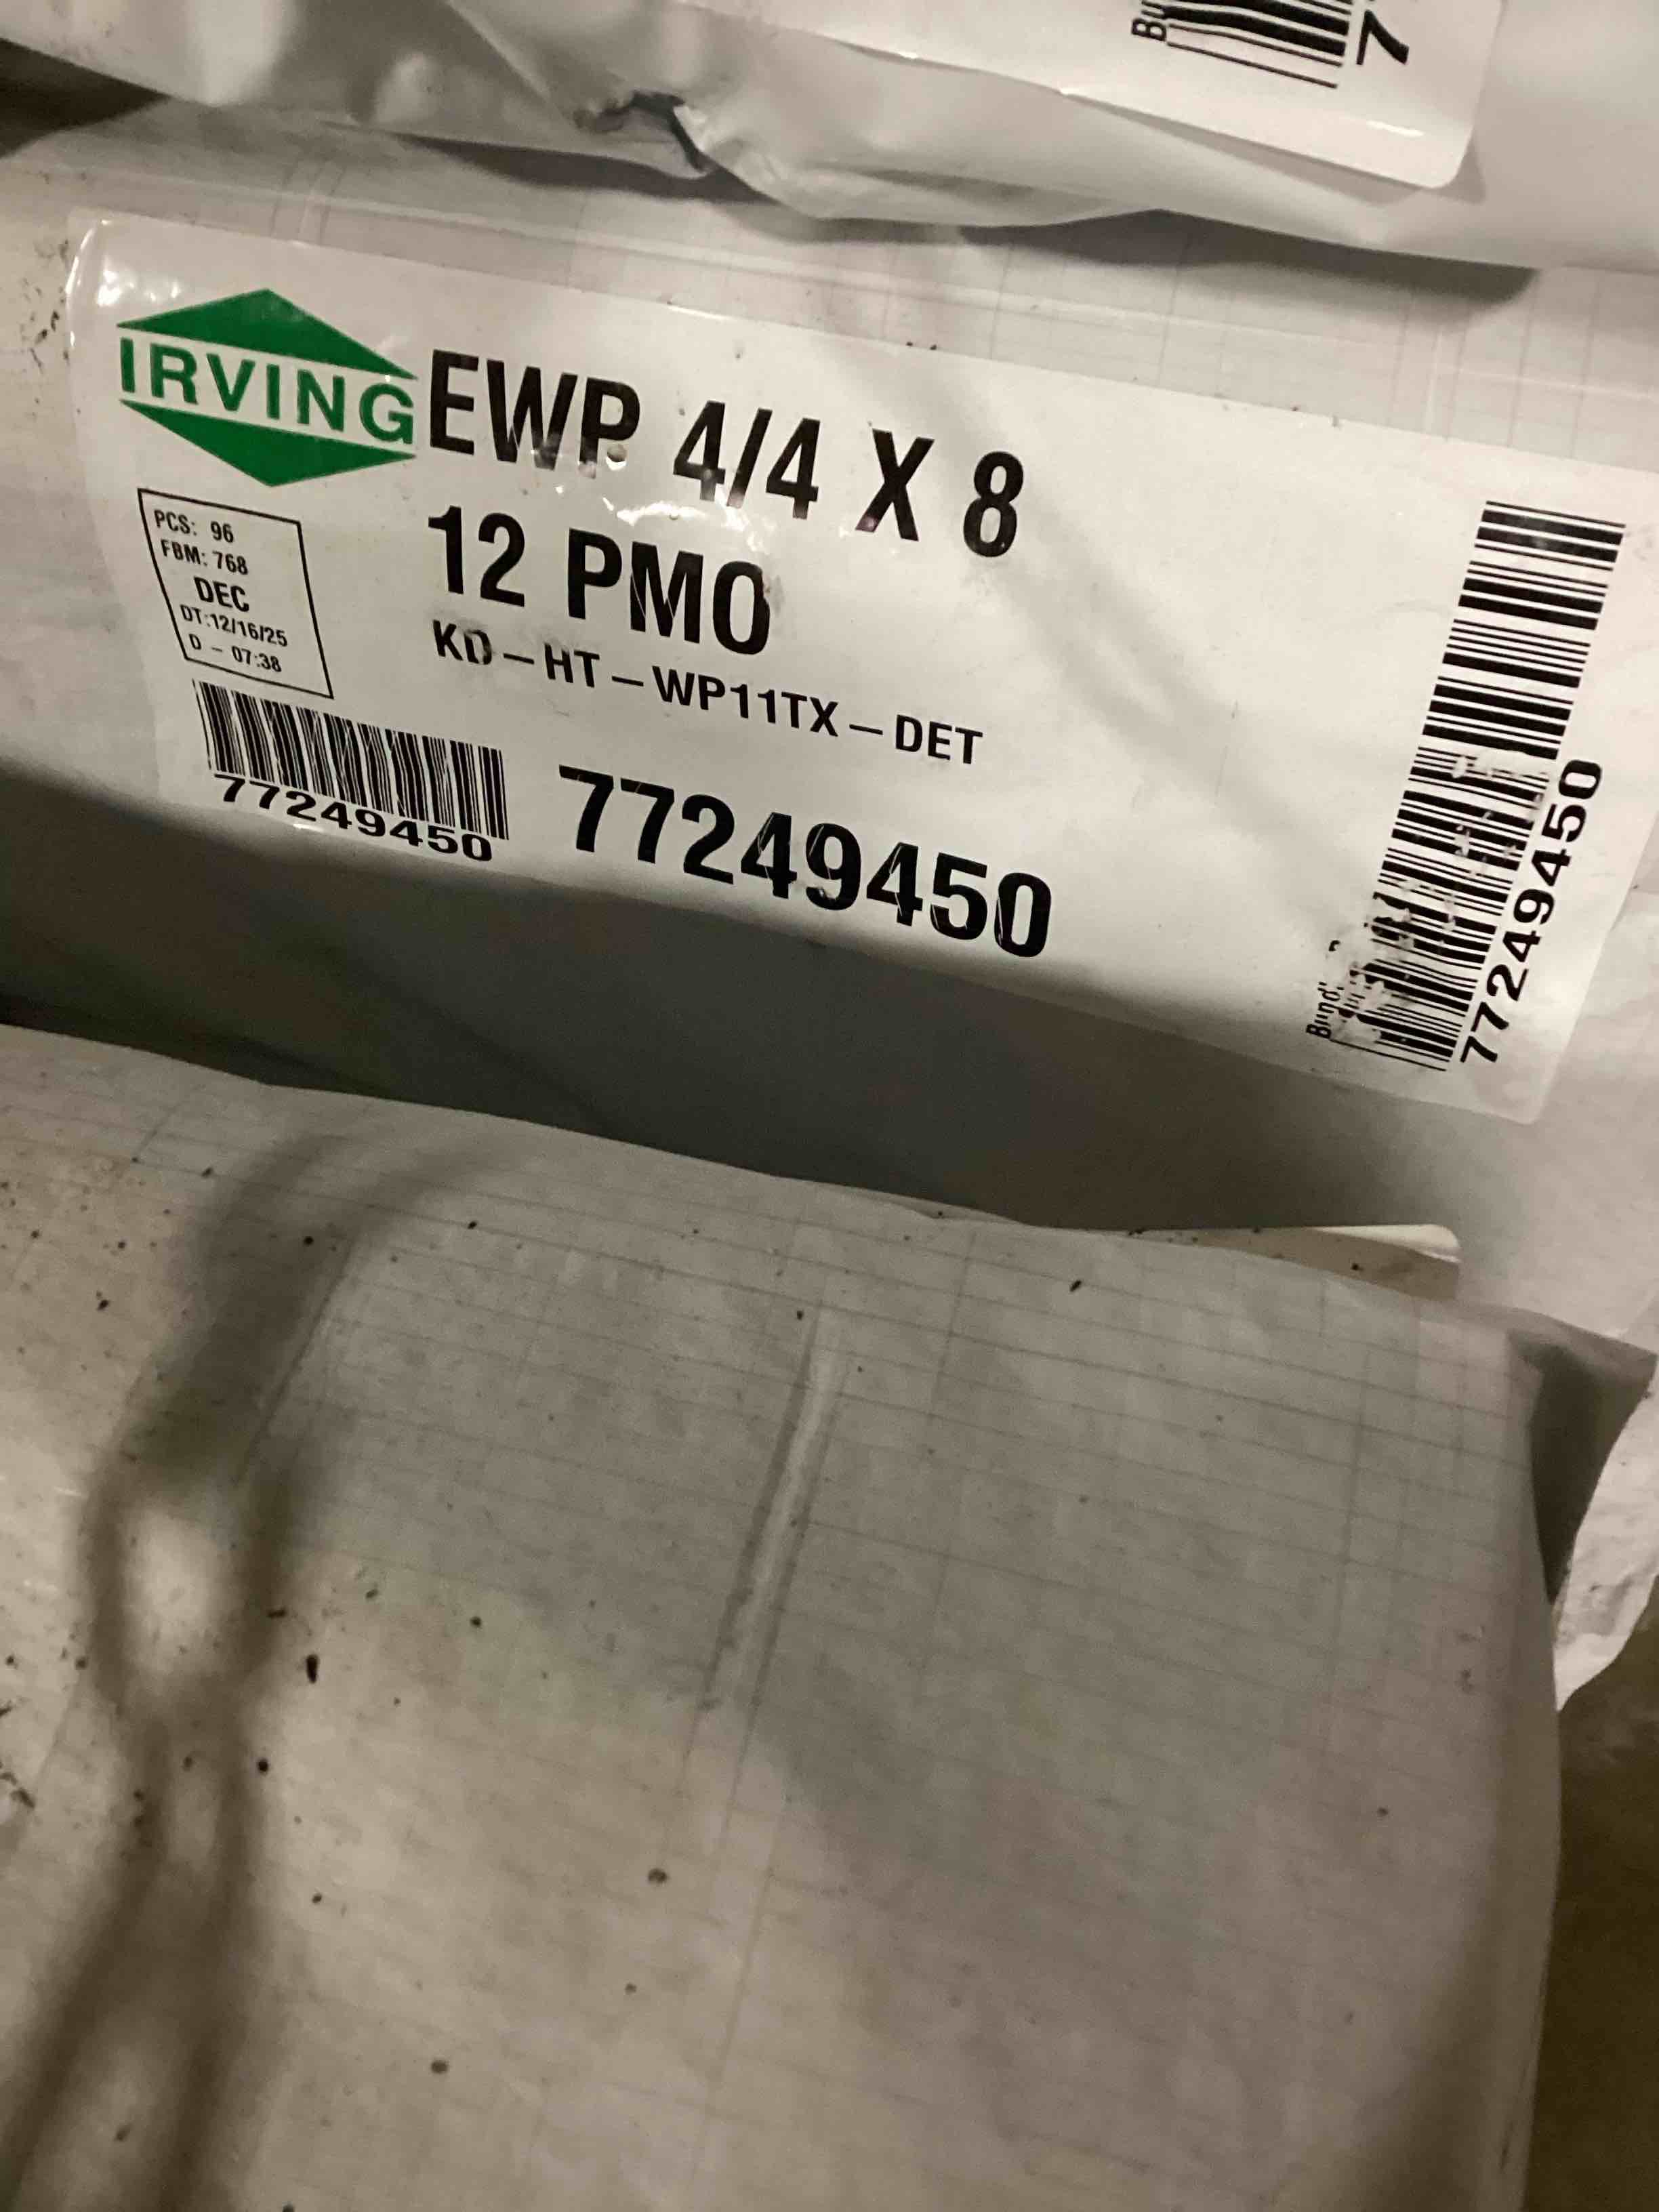 7
IRVING
EWP 4/4 X 8
12 PMO
KD – HT – WP11TX – DET
PCS: 96
FBM: 768
DEC
DT:12/16/25
D – 07:38
77249450
77249450
77249450